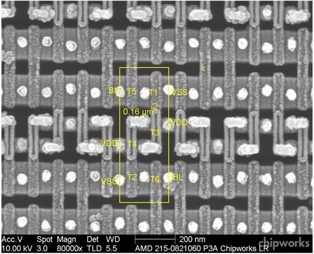 BL T5 T1 VSS
0.16 µm²
T3 VDD
VDD T4
VSS T2 T6 BL
Acc.V Spot Magn Det WD
10.00 kV 3.0 80000x TLD 5.5
200 nm
AMD 215-0821060 P3A Chipworks LR
chipworks